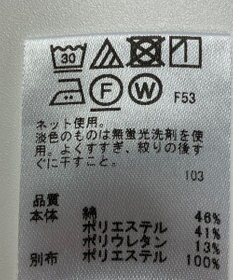 30
F W F53
ネット使用。
淡色のものは無蛍光洗剤を使
用。よくすすぎ、絞りの後す
ぐに干すこと。
103
品質
本体 綿 46%
ポリエステル 41%
ポリウレタン 13%
別布 ポリエステル 100%